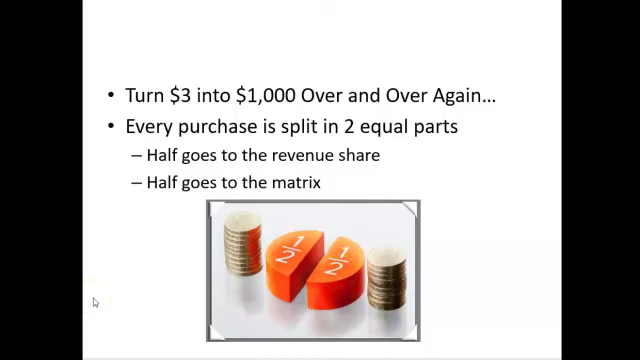 • Turn $3 into $1,000 Over and Over Again…
• Every purchase is split in 2 equal parts
– Half goes to the revenue share
– Half goes to the matrix
1/2 1/2